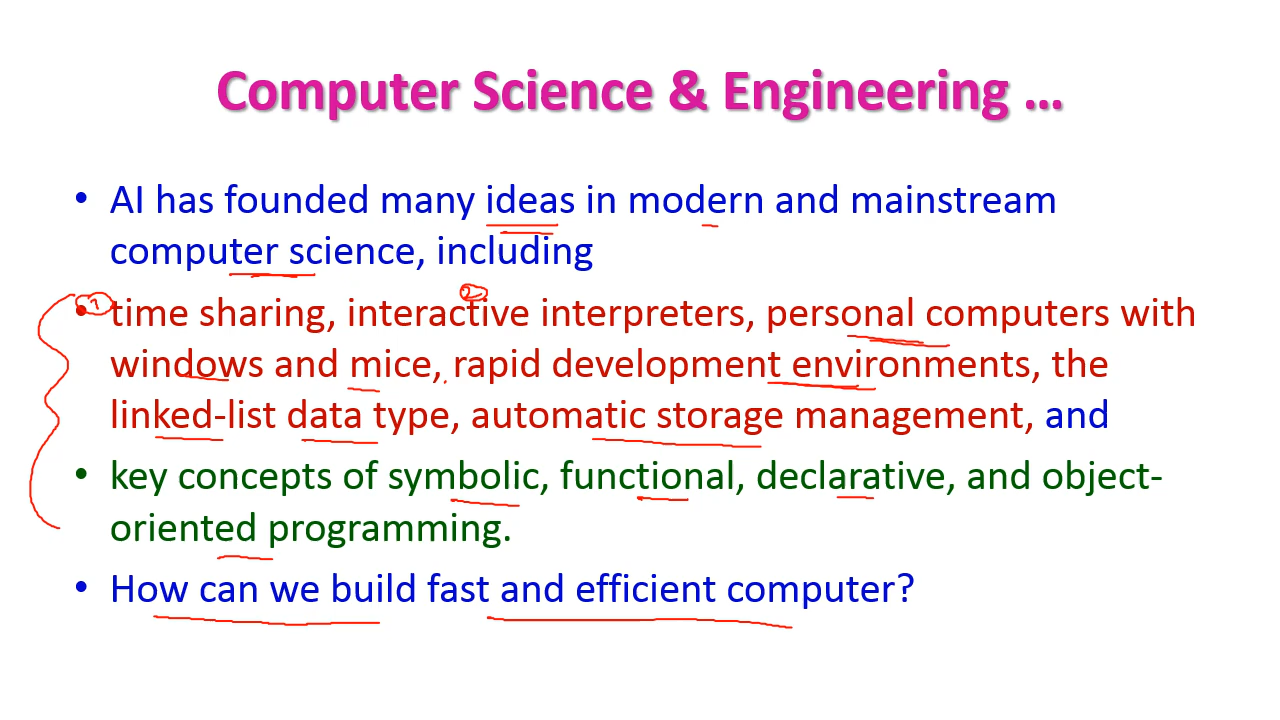 Computer Science & Engineering ...
• AI has founded many ideas in modern and mainstream
computer science, including
• time sharing, interactive interpreters, personal computers with
windows and mice, rapid development environments, the
linked-list data type, automatic storage management, and
• key concepts of symbolic, functional, declarative, and object-
oriented programming.
• How can we build fast and efficient computer?